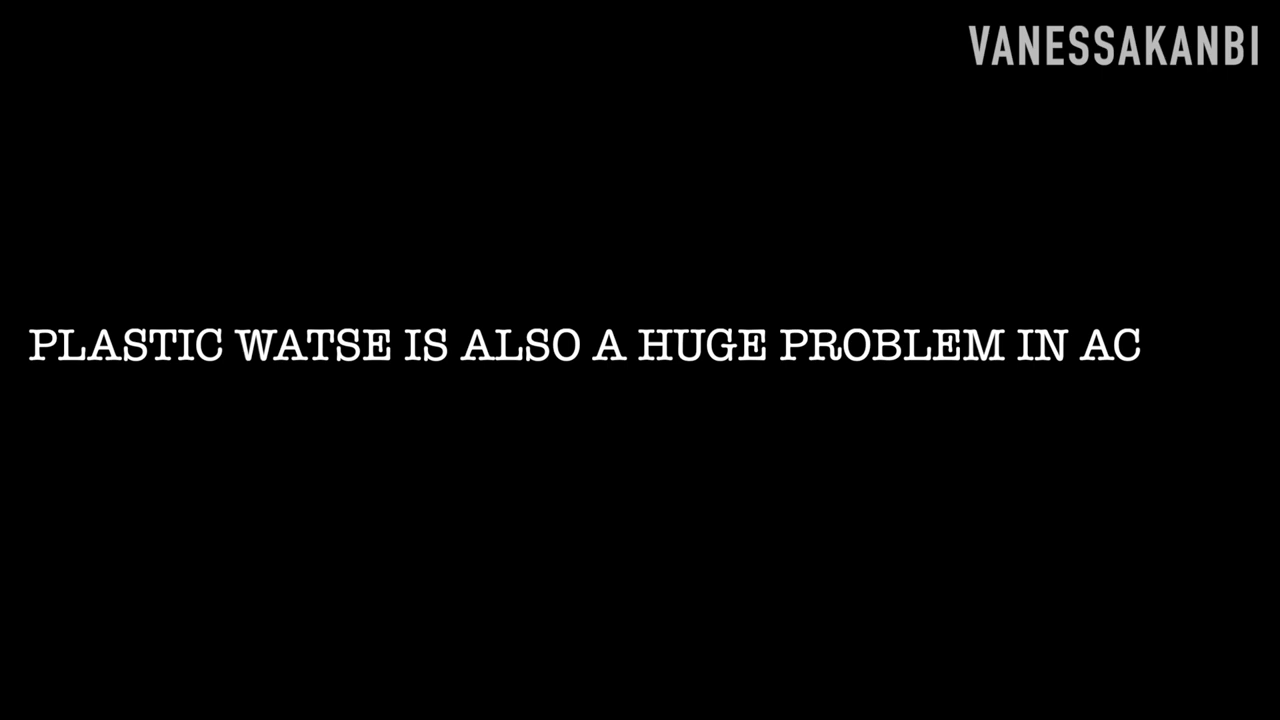 VANESSAKANBI
PLASTIC WATSE IS ALSO A HUGE PROBLEM IN AC